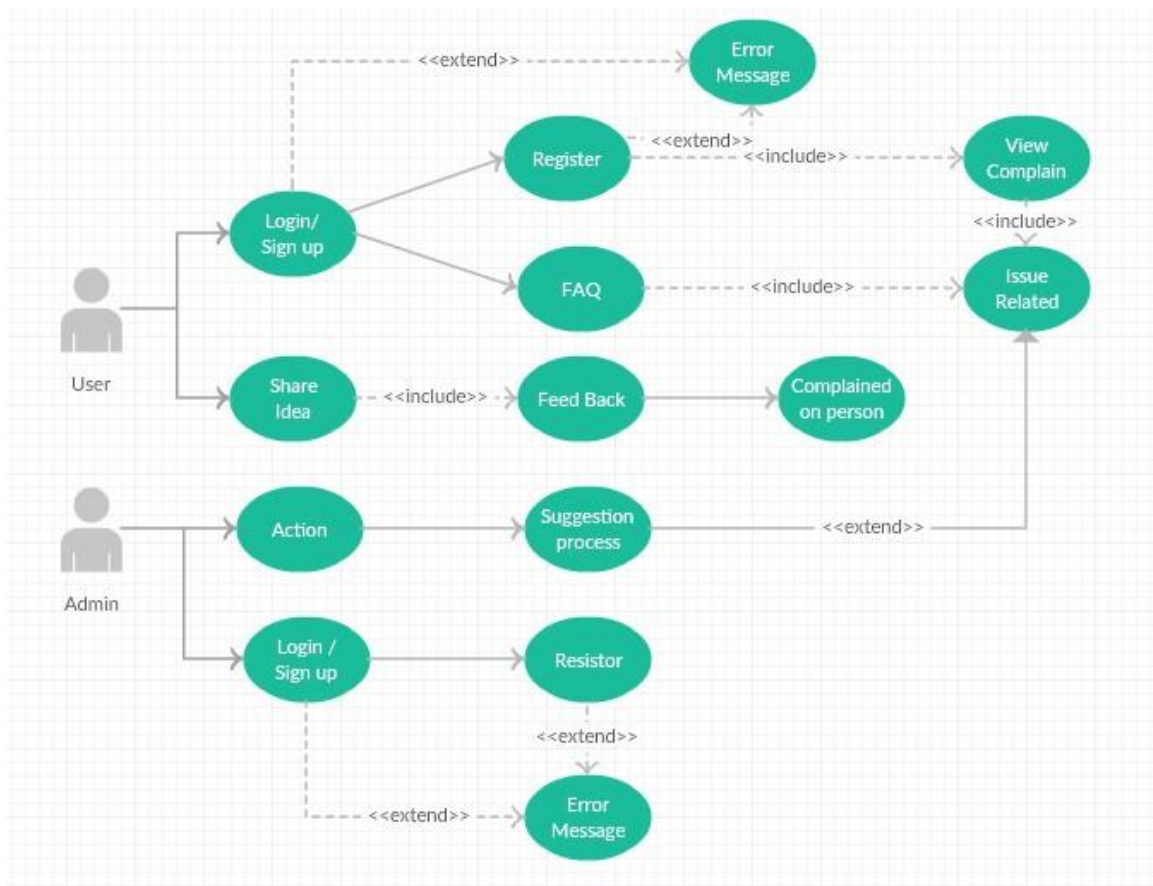 Error
Message
<<extend>>
Register
<<extend>>
<<include>>
View
Complain
Login/
Sign up
<<include>>
FAQ
<<include>>
Issue
Related
User
Share
Idea
<<include>>
Feed Back
Complained
on person
Action
Suggestion
process
<<extend>>
Admin
Login /
Sign up
Resistor
<<extend>>
<<extend>>
Error
Message